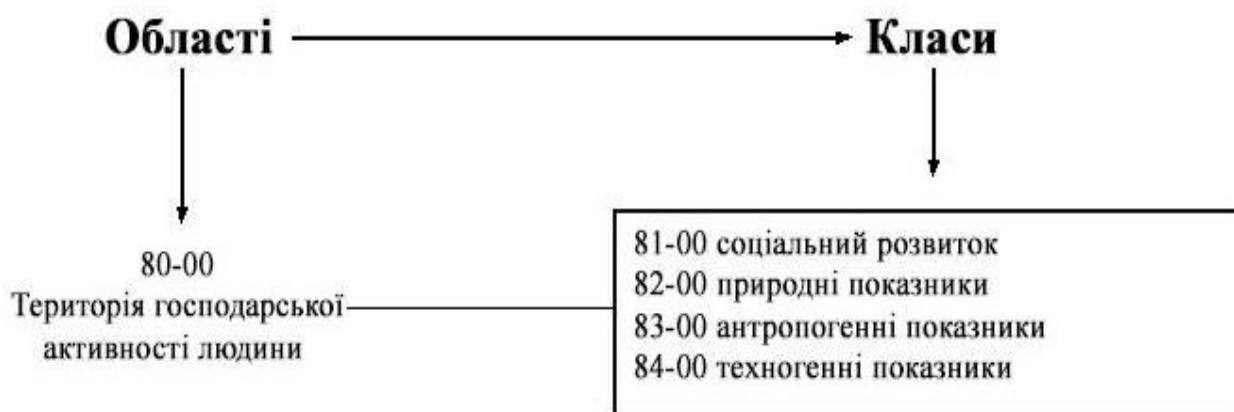 Області
Класи
80-00
Територія господарської
активності людини
81-00 соціальний розвиток
82-00 природні показники
83-00 антропогенні показники
84-00 техногенні показники